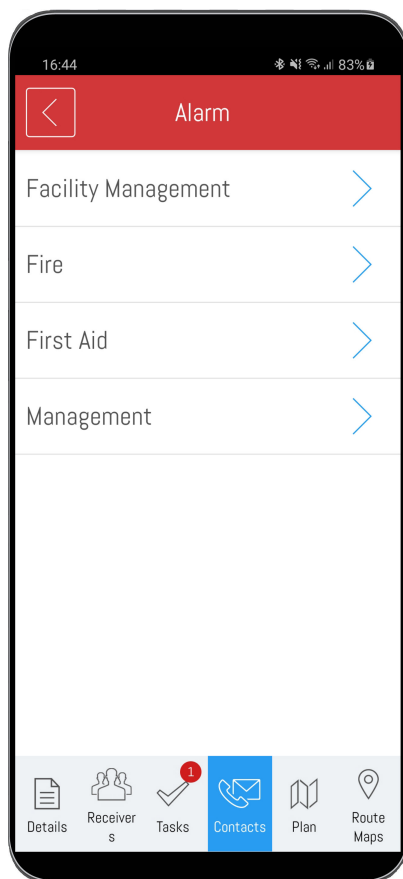 16:44 83%
Alarm
Facility Management
Fire
First Aid
Management
1
Details Receiver
s Tasks Contacts Plan Route
Maps